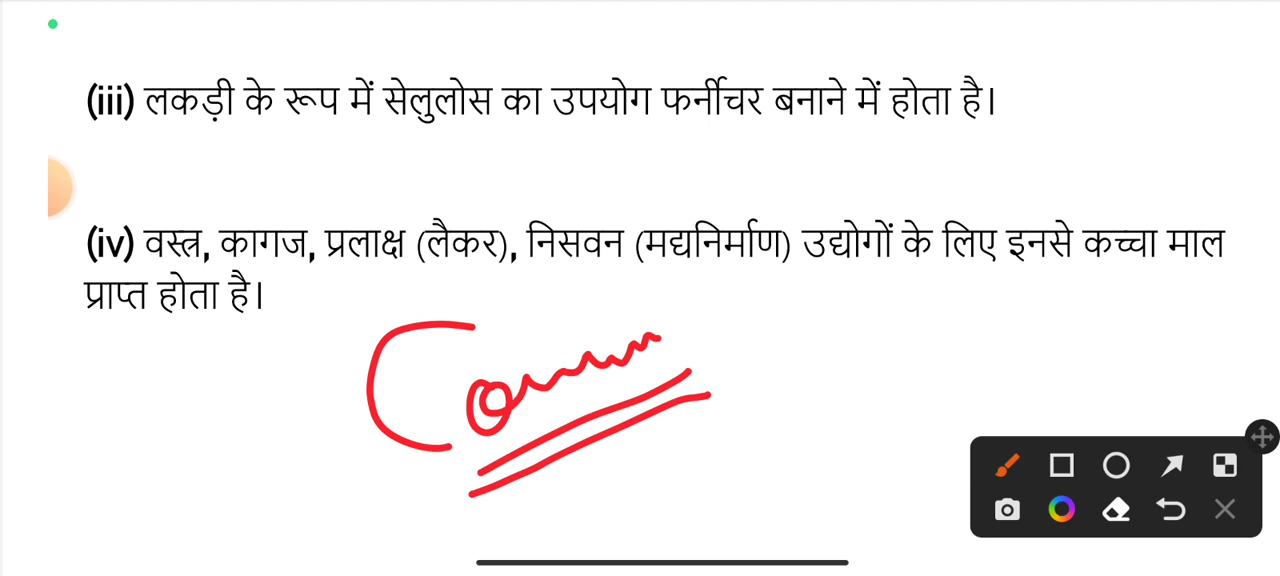 (iii) लकड़ी के रूप में सेलुलोस का उपयोग फर्नीचर बनाने में होता है।
(iv) वस्त्र, कागज, प्रलाक्ष (लैकर), निसवन (मद्यनिर्माण) उद्योगों के लिए इनसे कच्चा माल
प्राप्त होता है।